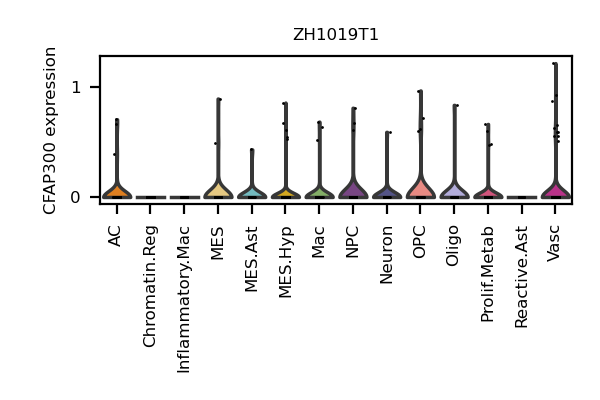 ZH1019T1
CFAP300 expression
1
0
AC
Chromatin.Reg
Inflammatory.Mac
MES
MES.Ast
MES.Hyp
Mac
NPC
Neuron
OPC
Oligo
Prolif.Metab
Reactive.Ast
Vasc